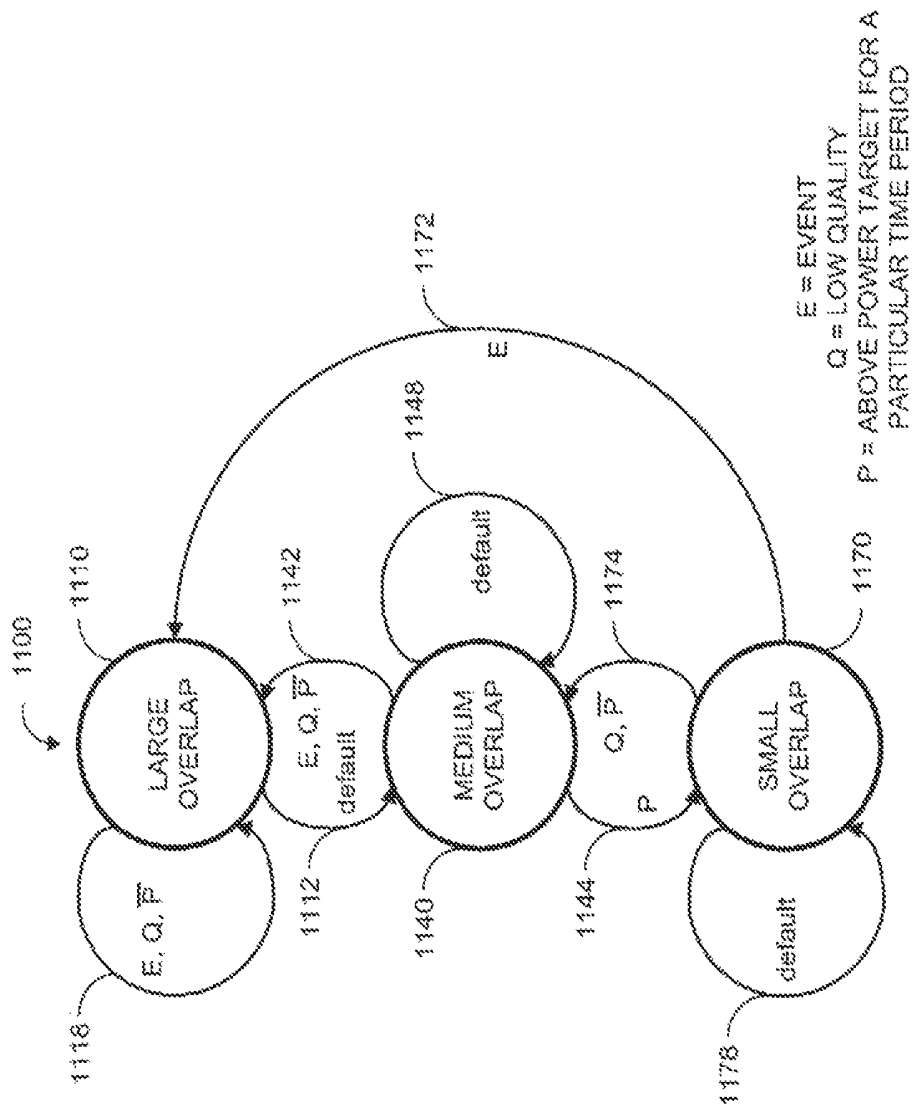 1100
1110
1118
LARGE
OVERLAP
E, Q, P̅
1142
E, Q, P̅
default
1112
1172
E
1148
default
MEDIUM
OVERLAP
1140
1174
Q, P̅
P
1144
1170
SMALL
OVERLAP
default
1178
E = EVENT
Q = LOW QUALITY
P = ABOVE POWER TARGET FOR A
PARTICULAR TIME PERIOD